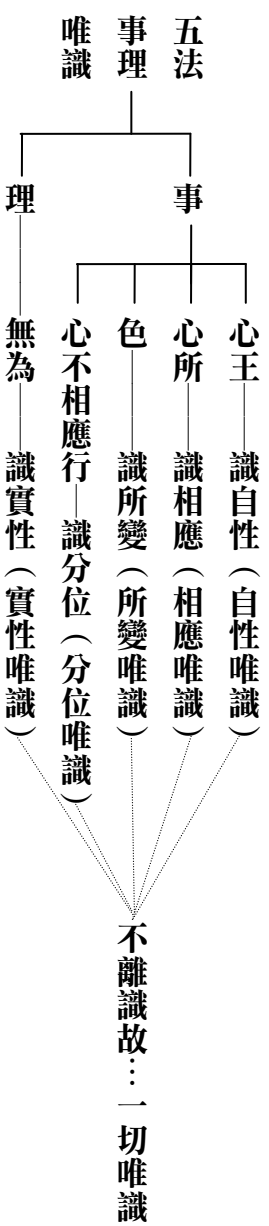 五法
事理
唯識
事
心王 識自性（自性唯識）
心所 識相應（相應唯識）
色 識所變（所變唯識）
心不相應行 識分位（分位唯識）
理
無為 識實性（實性唯識）
不離識故…一切唯識